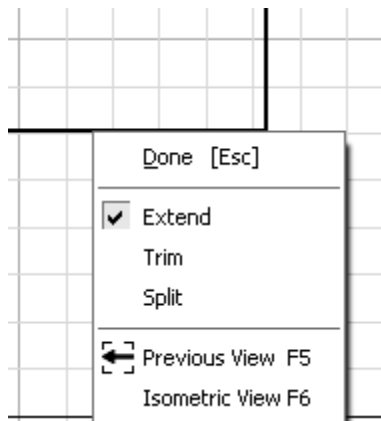 Done [Esc]
Extend
Trim
Split
Previous View F5
Isometric View F6